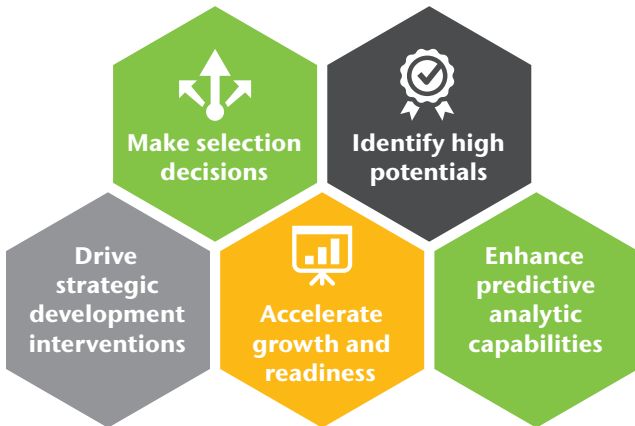 Make selection
decisions
Identify high
potentials
Drive
strategic
development
interventions
Accelerate
growth and
readiness
Enhance
predictive
analytic
capabilities